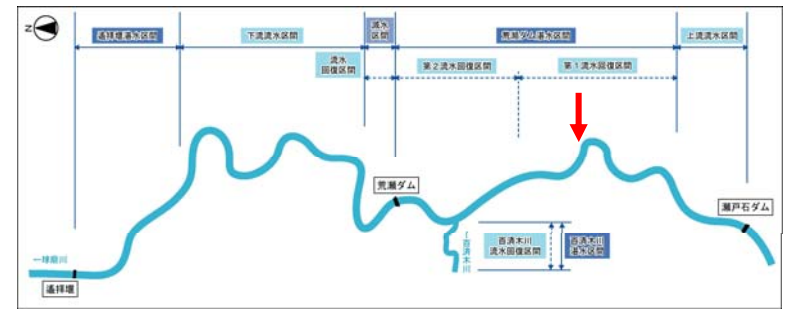 N
遙拝堰湛水区間
下流流水区間
減水
区間
荒瀬ダム湛水区間
上流流水区間
流水
回復区間
第2流水回復区間
第1流水回復区間
荒瀬ダム
瀬戸石ダム
百済木川
流水回復区間
百済木川
湛水区間
百済木川
球磨川
遙拝堰